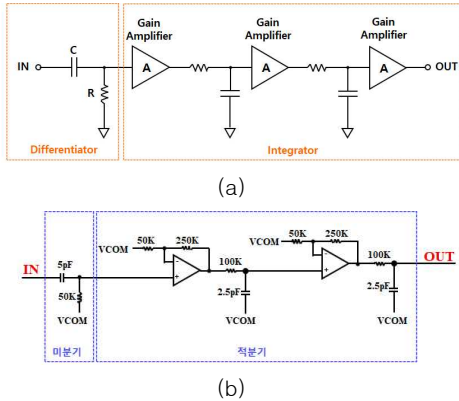 Gain
Amplifier
Gain
Amplifier
Gain
Amplifier
IN
C
R
A
A
A
OUT
Differentiator
Integrator
(a)
VCOM
50K
250K
VCOM
50K
250K
IN
5pF
50K
VCOM
100K
2.5pF
VCOM
100K
2.5pF
VCOM
OUT
미분기
적분기
(b)